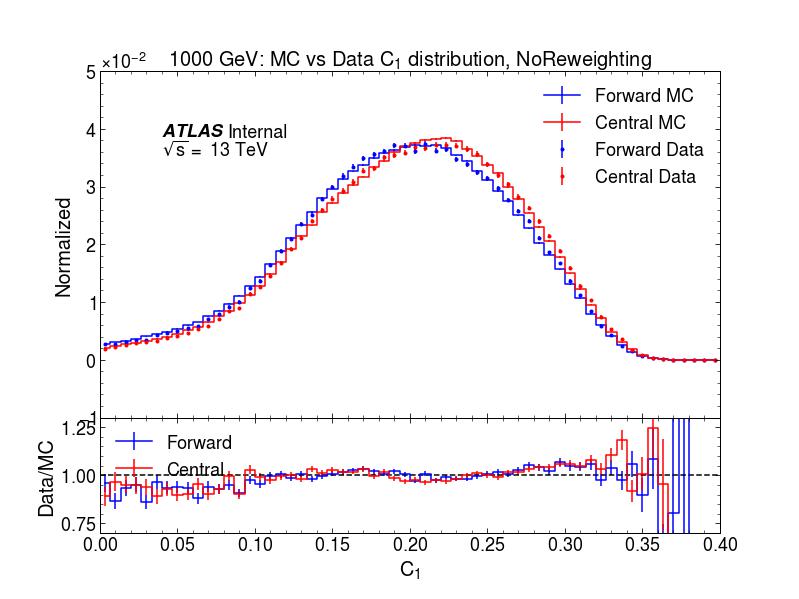 ×10⁻² 1000 GeV: MC vs Data C₁ distribution, NoReweighting
5
4
3
2
1
0
−1
Normalized
ATLAS Internal
√s = 13 TeV
Forward MC
Central MC
Forward Data
Central Data
1.25
1.00
0.75
Data/MC
Forward
Central
0.00 0.05 0.10 0.15 0.20 0.25 0.30 0.35 0.40
C₁